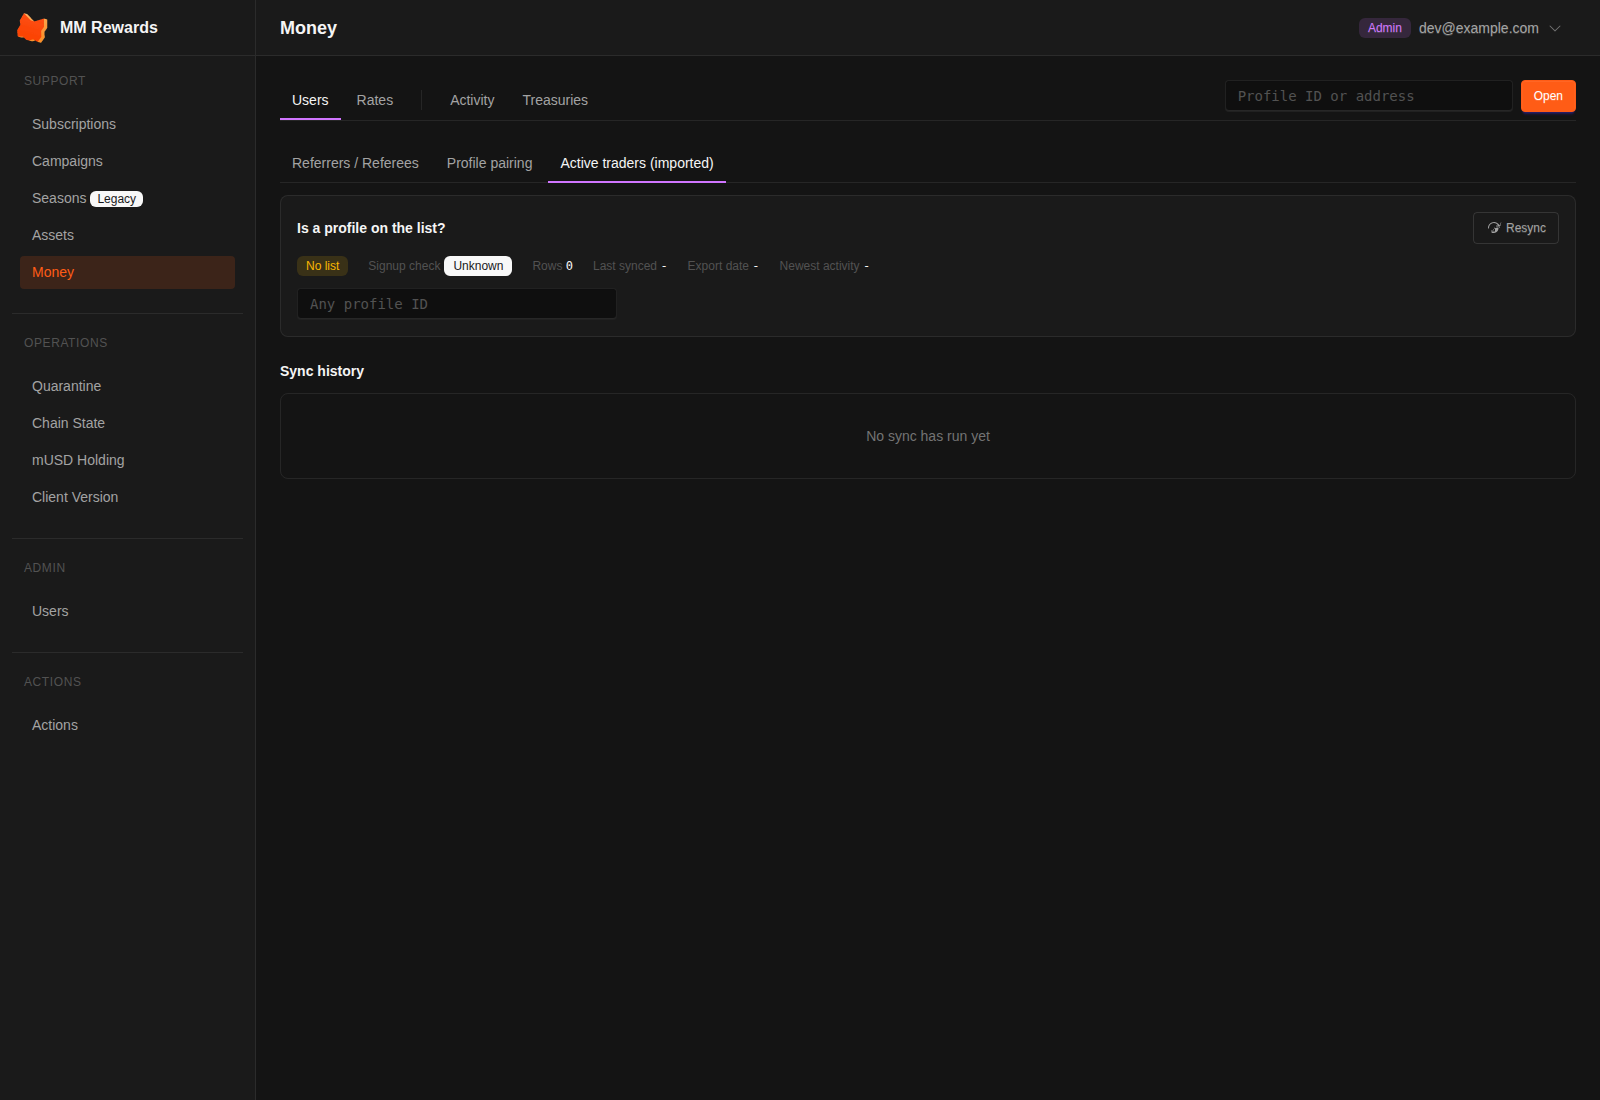 MM Rewards
Money
Admin dev@example.com
SUPPORT
Subscriptions
Campaigns
Seasons Legacy
Assets
Money
OPERATIONS
Quarantine
Chain State
mUSD Holding
Client Version
ADMIN
Users
ACTIONS
Actions
Users Rates Activity Treasuries
Profile ID or address Open
Referrers / Referees Profile pairing Active traders (imported)
Is a profile on the list? Resync
No list Signup check Unknown Rows 0 Last synced - Export date - Newest activity -
Any profile ID
Sync history
No sync has run yet